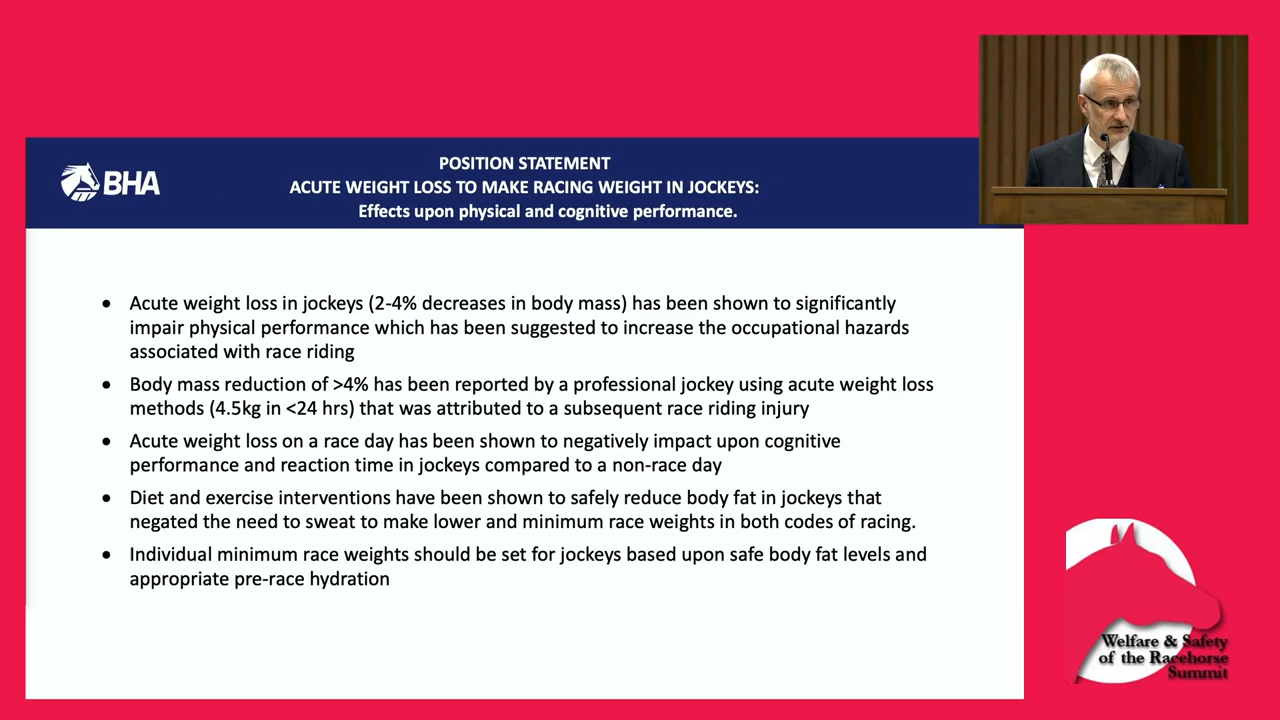 BHA
POSITION STATEMENT
ACUTE WEIGHT LOSS TO MAKE RACING WEIGHT IN JOCKEYS:
Effects upon physical and cognitive performance.
• Acute weight loss in jockeys (2-4% decreases in body mass) has been shown to significantly
impair physical performance which has been suggested to increase the occupational hazards
associated with race riding
• Body mass reduction of >4% has been reported by a professional jockey using acute weight loss
methods (4.5kg in <24 hrs) that was attributed to a subsequent race riding injury
• Acute weight loss on a race day has been shown to negatively impact upon cognitive
performance and reaction time in jockeys compared to a non-race day
• Diet and exercise interventions have been shown to safely reduce body fat in jockeys that
negated the need to sweat to make lower and minimum race weights in both codes of racing.
• Individual minimum race weights should be set for jockeys based upon safe body fat levels and
appropriate pre-race hydration
Welfare & Safety
of the Racehorse
Summit